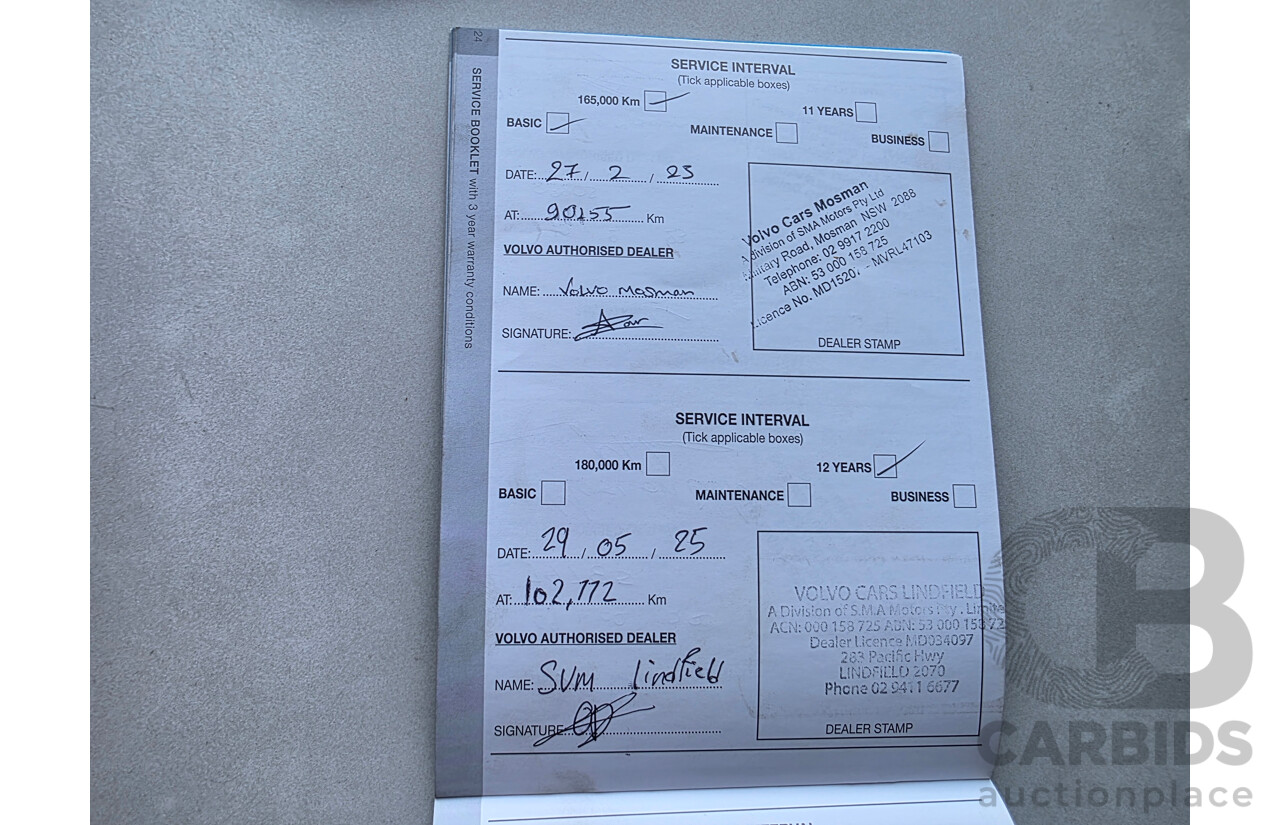 24
SERVICE BOOKLET with 3 year warranty conditions
SERVICE INTERVAL
(Tick applicable boxes)
165,000 Km
11 YEARS
BASIC
MAINTENANCE
BUSINESS
DATE: 27 / 2 / 23
AT: 90255 Km
VOLVO AUTHORISED DEALER
NAME: Volvo Mosman
SIGNATURE:
Volvo Cars Mosman
A division of SMA Motors Pty Ltd
Road, Mosman NSW 2088
Telephone: 02 9917 2200
ABN: 53 000 158 725
Licence No. MD1520 - MVRL47103
DEALER STAMP
SERVICE INTERVAL
(Tick applicable boxes)
180,000 Km
12 YEARS
BASIC
MAINTENANCE
BUSINESS
DATE: 29 / 05 / 25
AT: 102,772 Km
VOLVO AUTHORISED DEALER
NAME: SVM Lindfield
SIGNATURE:
VOLVO CARS LINDFIELD
A Division of S.M.A Motors Pty. Limite
ACN: 000 158 725 ABN: 53 000 158 72
Dealer Licence MD034097
283 Pacific Hwy
LINDFIELD 2070
Phone 02 9411 6677
DEALER STAMP
CB
CARBIDS
auctionplace